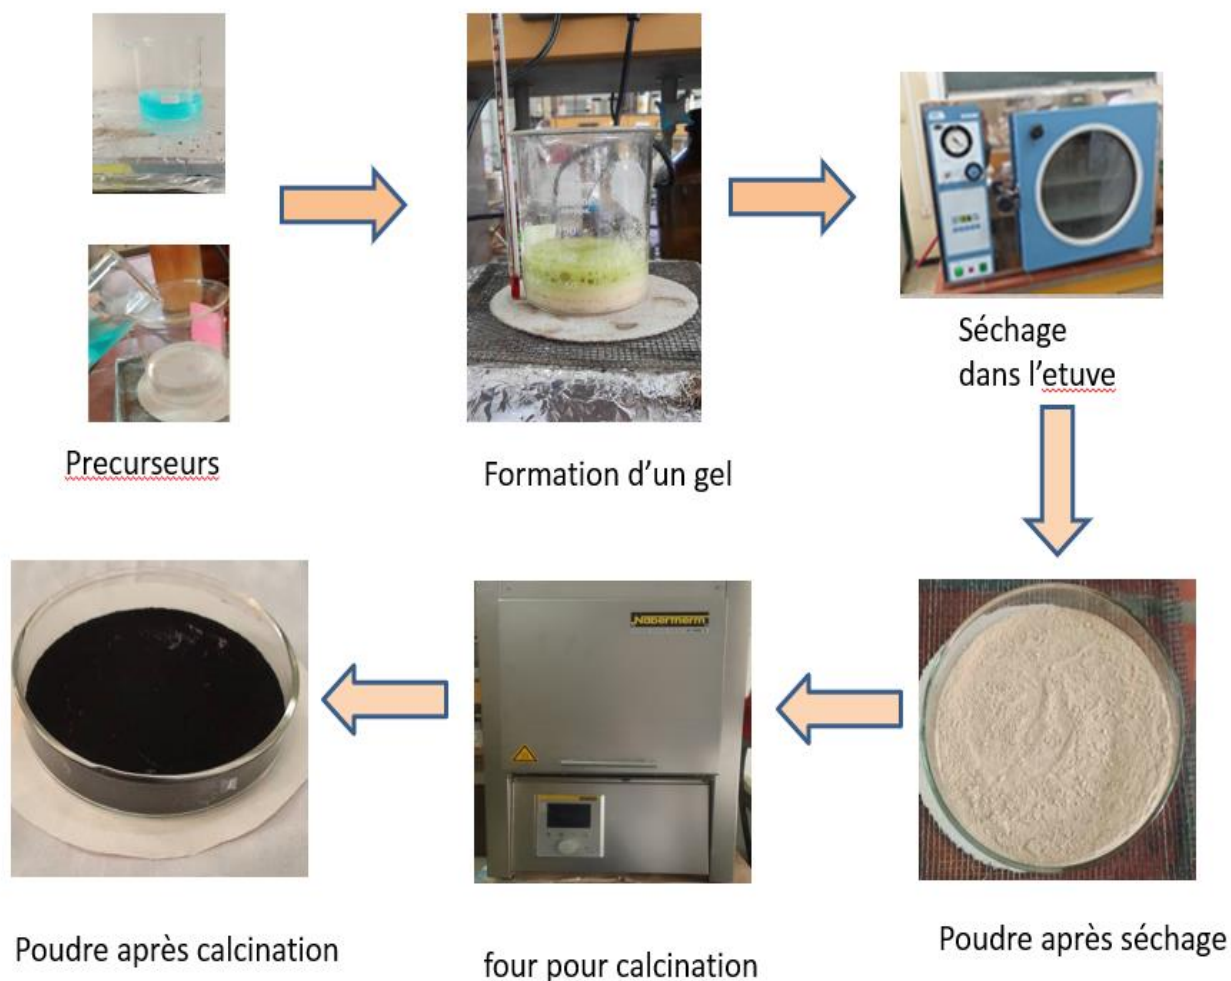 Séchage
dans l'etuve
Precurseurs
Formation d'un gel
Nabertherm
Poudre après séchage
Poudre après calcination
four pour calcination